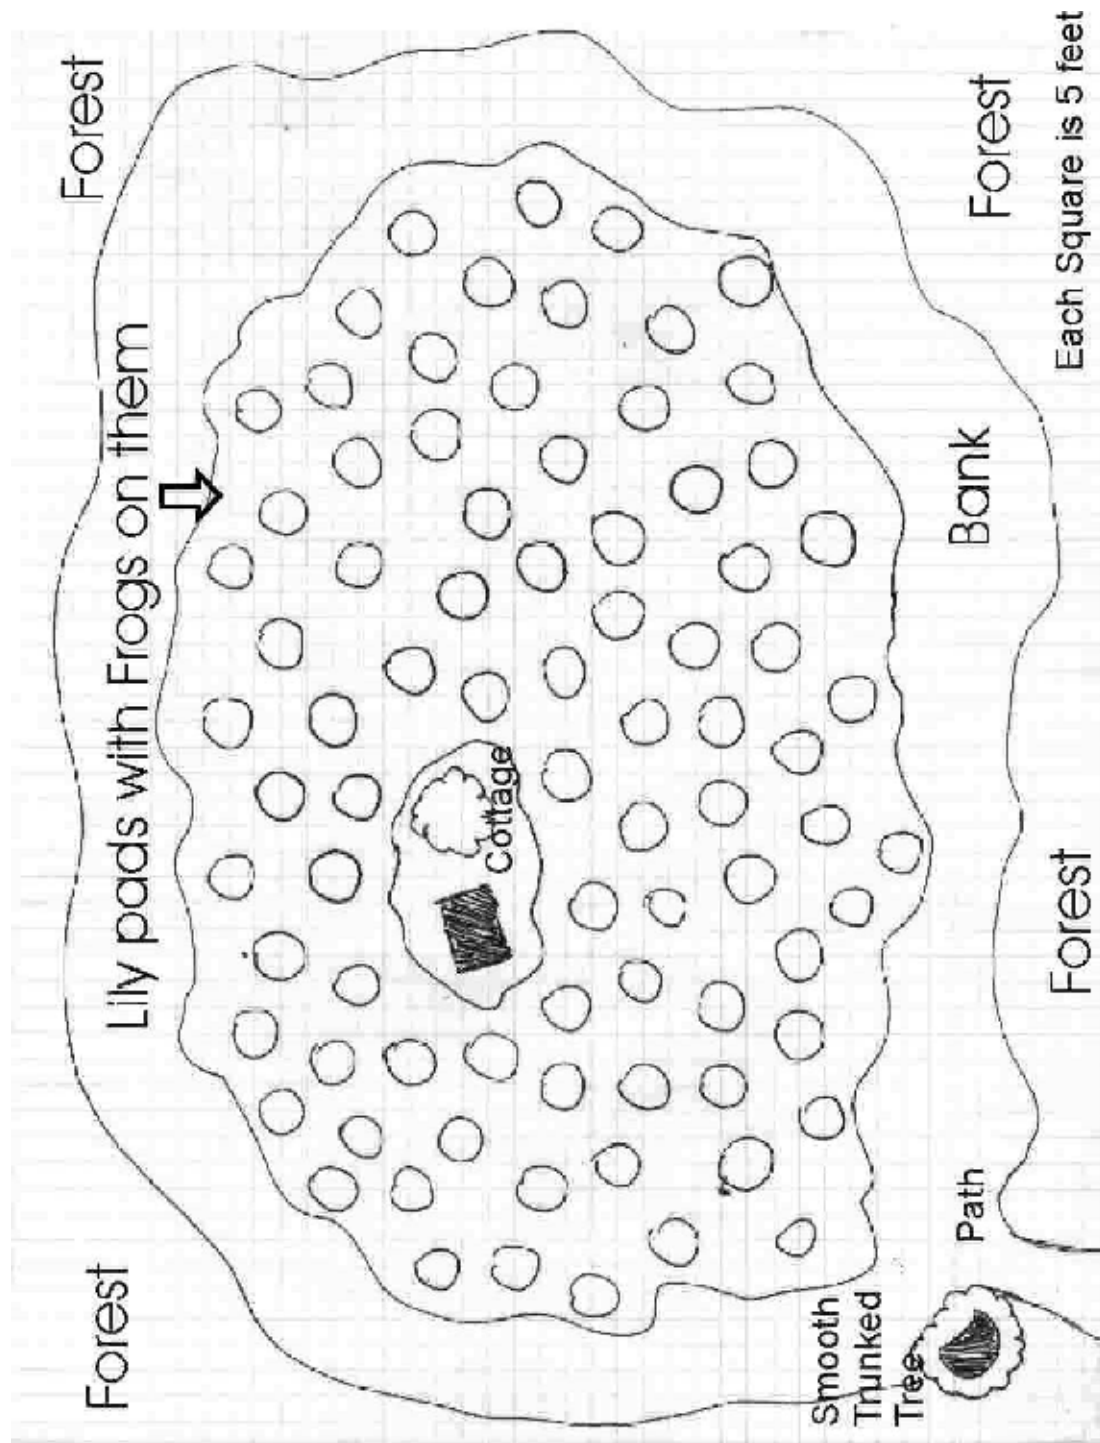 Forest
Forest
Each Square is 5 feet
Lily pads with Frogs on them
Bank
Cottage
Forest
Path
Forest
Smooth
Trunked
Tree